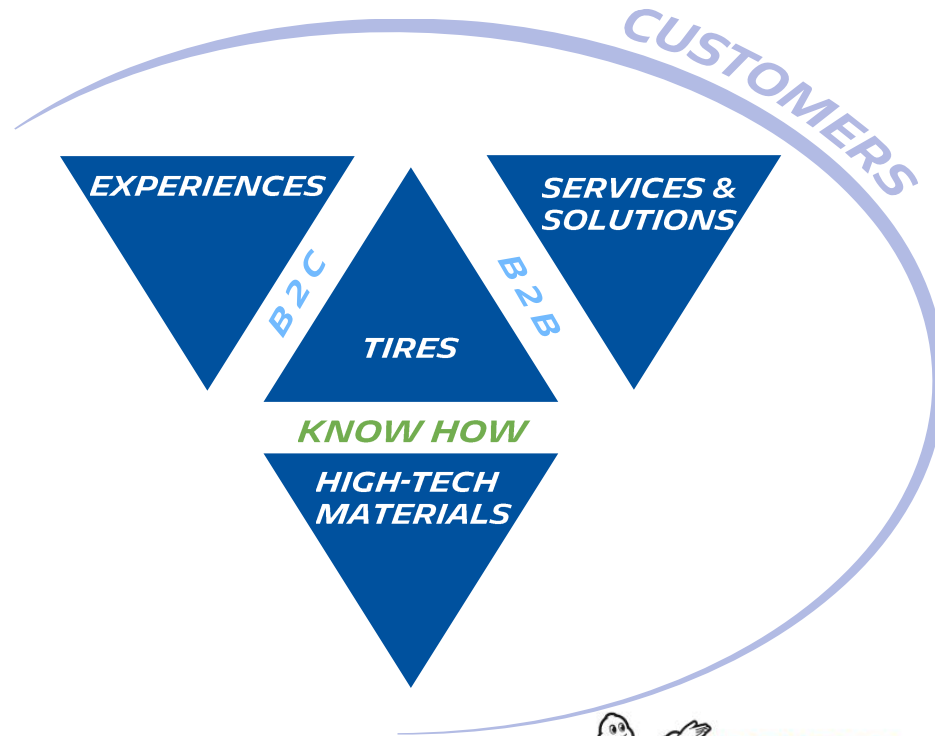 CUSTOMERS
EXPERIENCES
SERVICES &
SOLUTIONS
B2C
B2B
TIRES
KNOW HOW
HIGH-TECH
MATERIALS